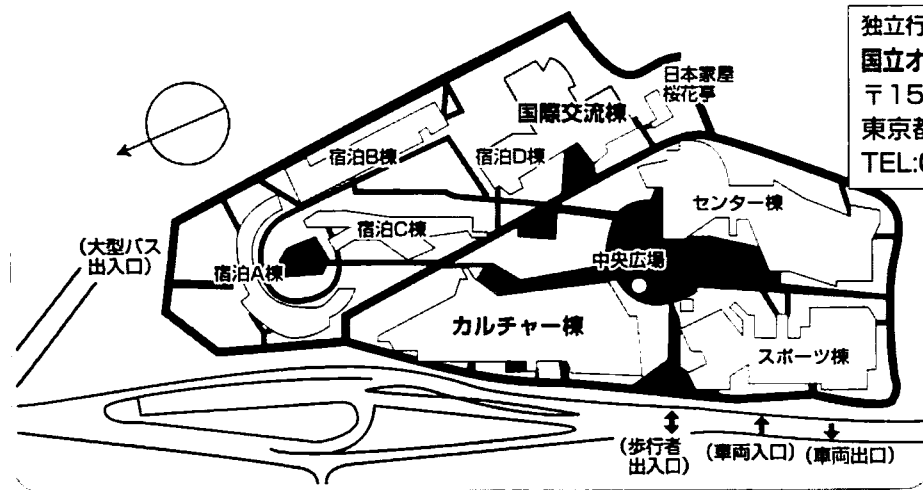 独立行
国立オ
〒15
東京都
TEL:0
日本家屋
桜花亭
国際交流棟
宿泊B棟
宿泊D棟
センター棟
宿泊C棟
(大型バス
出入口)
宿泊A棟
中央広場
カルチャー棟
スポーツ棟
(歩行者
出入口)
(車両入口)
(車両出口)